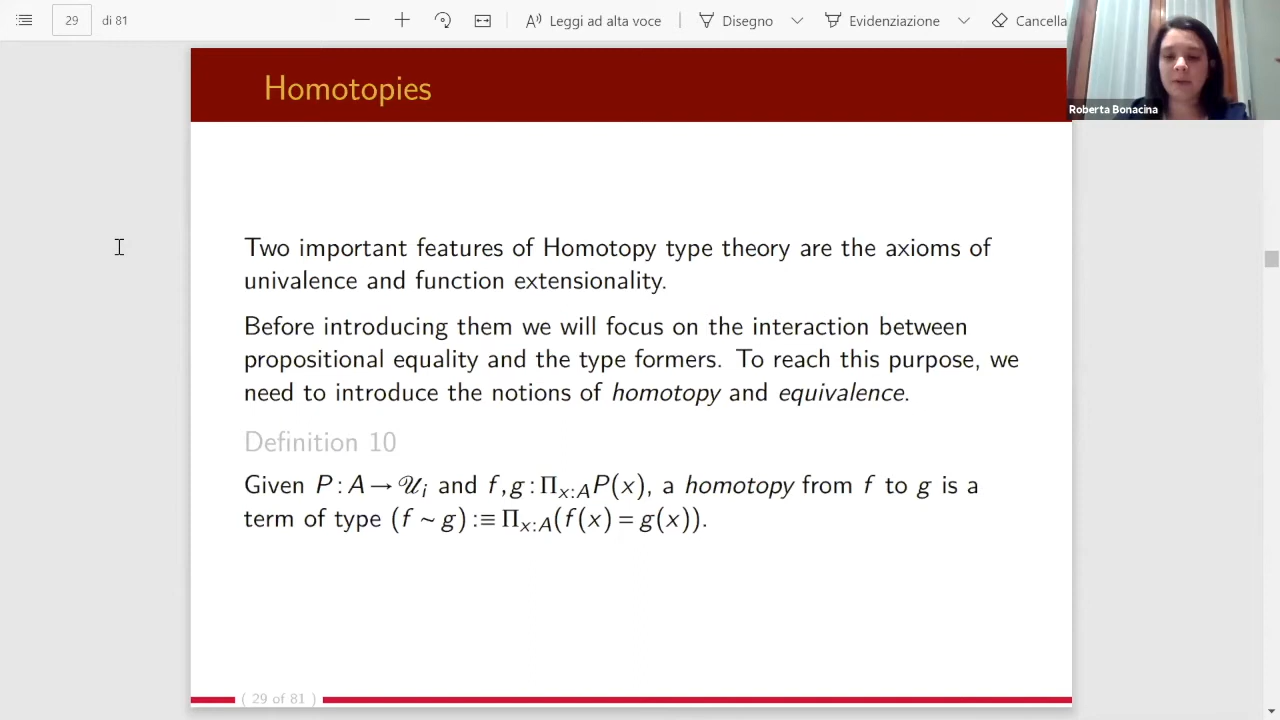 29 di 81 Leggi ad alta voce Disegno Evidenziazione Cancella
Roberta Bonacina
Homotopies
Two important features of Homotopy type theory are the axioms of
univalence and function extensionality.
Before introducing them we will focus on the interaction between
propositional equality and the type formers. To reach this purpose, we
need to introduce the notions of homotopy and equivalence.
Definition 10
Given P : A → 𝒰ᵢ and f, g : Πₓ:A P(x), a homotopy from f to g is a
term of type (f ~ g) :≡ Πₓ:A (f(x) = g(x)).
( 29 of 81 )